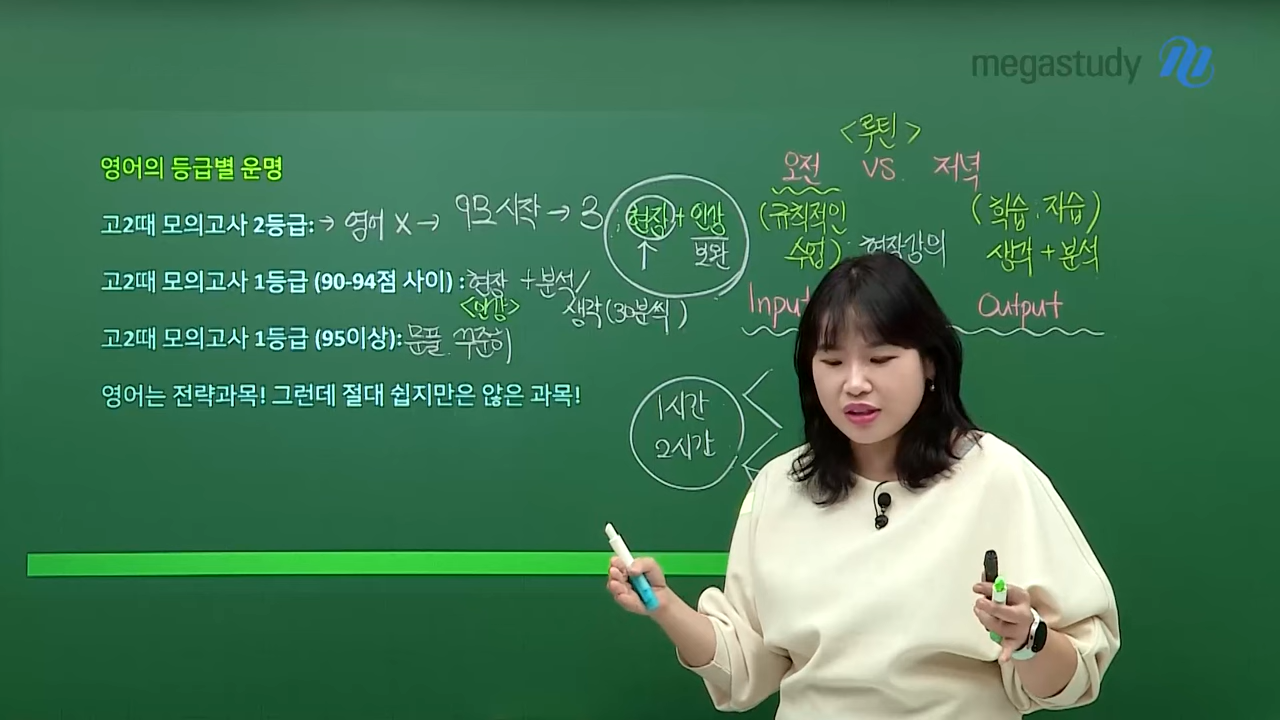 megastudy
영어의 등급별 운명
고2때 모의고사 2등급: → 영어 X → 9모 시작 → 3
현장 + 인강
↑ 보완
고2때 모의고사 1등급 (90-94점 사이) : 현장 + 분석/
<인강> 생각(30분씩)
고2때 모의고사 1등급 (95이상): 문풀. 꾸준히
영어는 전략과목! 그런데 절대 쉽지만은 않은 과목!
<루틴>
오전 VS. 저녁
(규칙적인
수업) 현장강의
(학습, 자습)
생각 + 분석
Input
Output
1시간
2시간